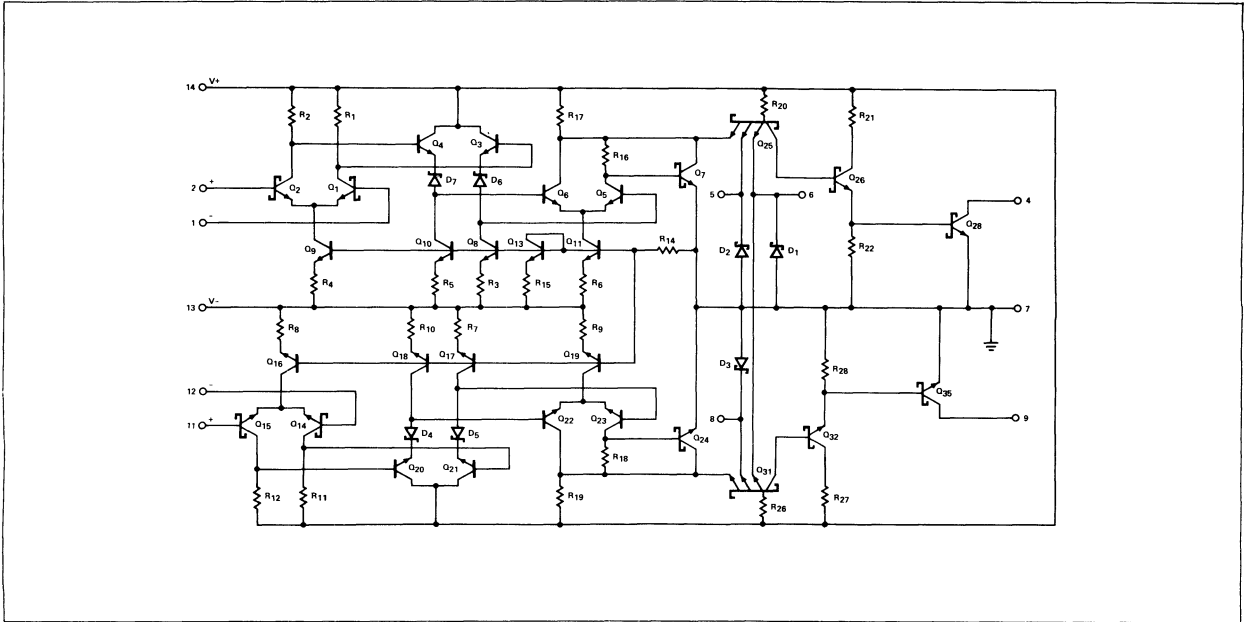 14 V+
R2 R1 R17 R20 R21
Q4 Q3 R16 Q25
D7 D6 Q7 Q26
2 + Q2 Q1 Q6 Q5 5 6 4
1 - Q28
Q9 Q10 Q8 Q13 Q11 R14 D2 D1 R22
R4 R5 R3 R15 R6
13 V- 7
R8 R10 R7 R9
Q16 Q18 Q17 Q19 D3 R28 Q35
12 -
11 + Q15 Q14 Q22 Q23 8 9
D4 D5 Q24 Q32
Q20 Q21 R18 Q31
R12 R11 R19 R26 R27